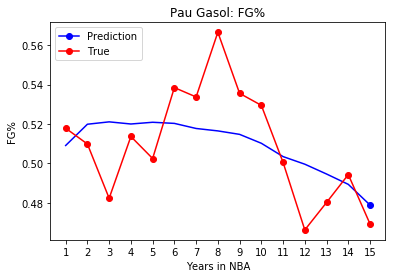 Pau Gasol: FG%
Prediction
True
FG%
0.56
0.54
0.52
0.50
0.48
1 2 3 4 5 6 7 8 9 10 11 12 13 14 15
Years in NBA